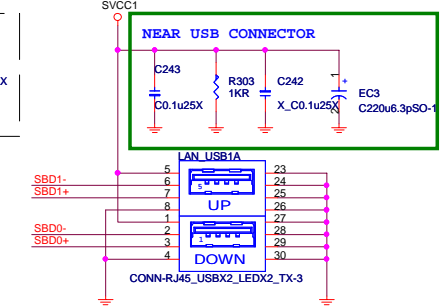 SVCC1
NEAR USB CONNECTOR
X
C243
C0.1u25X
R303
1KR
C242
X_C0.1u25X
1
+
2
EC3
C220u6.3pSO-1
LAN_USB1A
5
23
SBD1-
6
24
SBD1+
7
25
8
26
5
UP
1
27
SBD0-
2
28
SBD0+
3
29
4
30
1
DOWN
CONN-RJ45_USBX2_LEDX2_TX-3